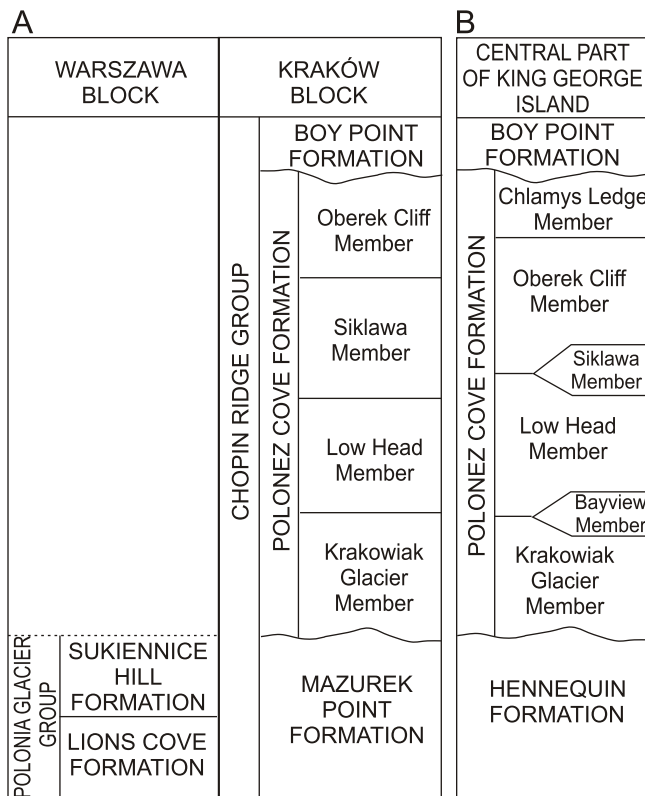 A
B
WARSZAWA
BLOCK
KRAKÓW
BLOCK
CENTRAL PART
OF KING GEORGE
ISLAND
POLONIA GLACIER
GROUP
SUKIENNICE
HILL
FORMATION
LIONS COVE
FORMATION
CHOPIN RIDGE GROUP
BOY POINT
FORMATION
POLONEZ COVE FORMATION
Oberek Cliff
Member
Siklawa
Member
Low Head
Member
Krakowiak
Glacier
Member
MAZUREK
POINT
FORMATION
BOY POINT
FORMATION
POLONEZ COVE FORMATION
Chlamys Ledge
Member
Oberek Cliff
Member
Siklawa
Member
Low Head
Member
Bayview
Member
Krakowiak
Glacier
Member
HENNEQUIN
FORMATION